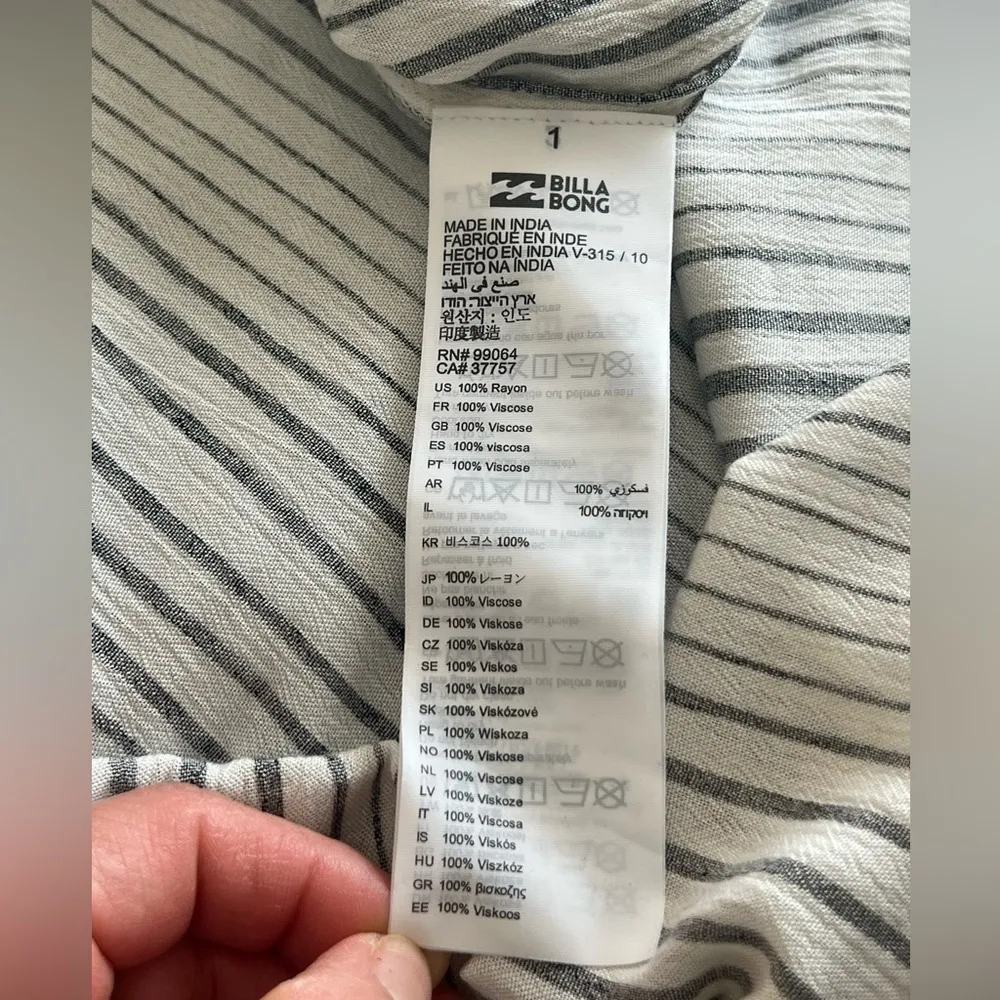 1
BILLA
BONG
MADE IN INDIA
FABRIQUÉ EN INDE
HECHO EN INDIA V-315 / 10
FEITO NA ÍNDIA
صنع في الهند
ארץ הייצור: הודו
원산지 : 인도
印度製造
RN# 99064
CA# 37757
US 100% Rayon
FR 100% Viscose
GB 100% Viscose
ES 100% viscosa
PT 100% Viscose
AR فسكوزي 100%
IL ויסקוזה 100%
KR 비스코스 100%
JP 100% レーヨン
ID 100% Viscose
DE 100% Viskose
CZ 100% Viskóza
SE 100% Viskos
SI 100% Viskoza
SK 100% Viskózové
PL 100% Wiskoza
NO 100% Viskose
NL 100% Viscose
LV 100% Viskoze
IT 100% Viscosa
IS 100% Viskós
HU 100% Viszkóz
GR 100% βισκοζης
EE 100% Viskoos